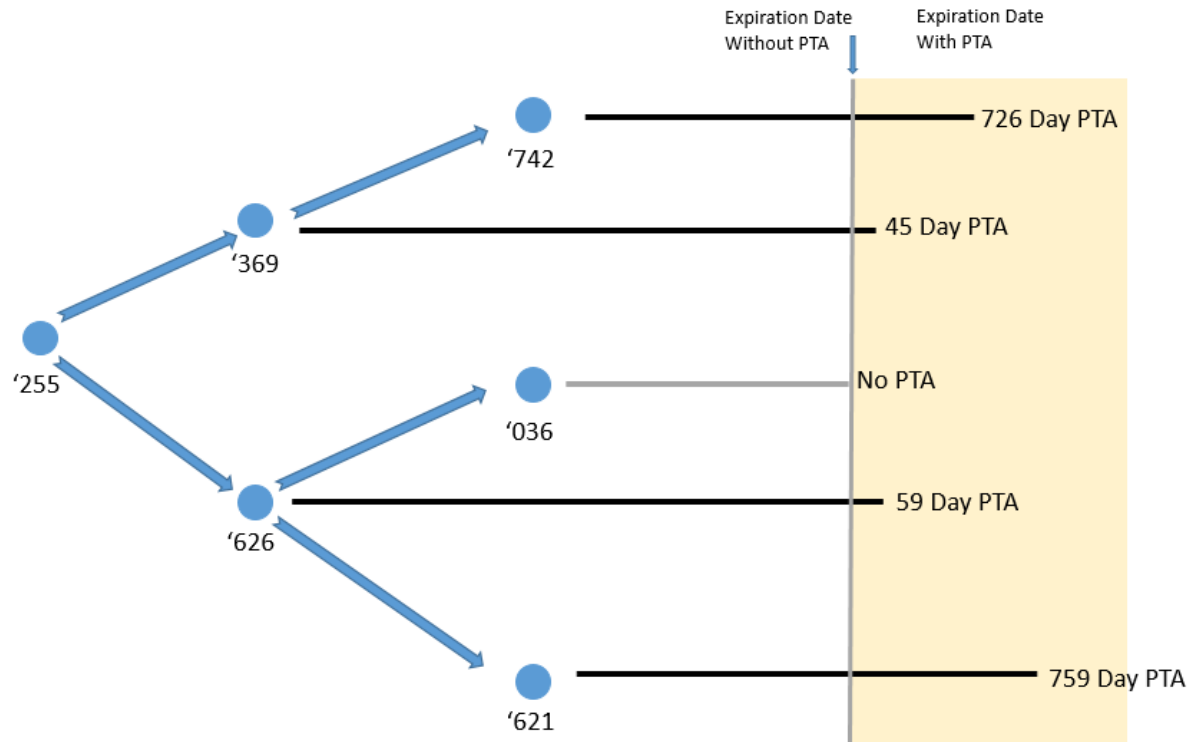 Expiration Date
Without PTA
Expiration Date
With PTA
726 Day PTA
‘742
45 Day PTA
‘369
‘255
No PTA
‘036
59 Day PTA
‘626
759 Day PTA
‘621